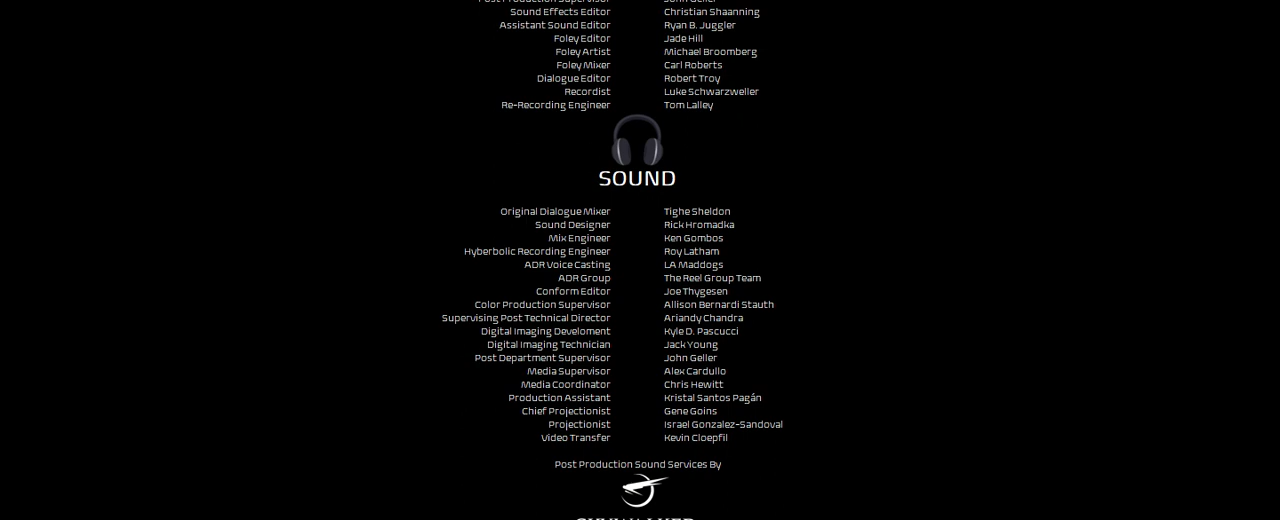 Post Production Supervisor John Geller
Sound Effects Editor Christian Shaanning
Assistant Sound Editor Ryan B. Juggler
Foley Editor Jade Hill
Foley Artist Michael Broomberg
Foley Mixer Carl Roberts
Dialogue Editor Robert Troy
Recordist Luke Schwarzweller
Re-Recording Engineer Tom Lalley
SOUND
Original Dialogue Mixer Tighe Sheldon
Sound Designer Rick Hromadka
Mix Engineer Ken Gombos
Hyberbolic Recording Engineer Roy Latham
ADR Voice Casting LA Maddogs
ADR Group The Reel Group Team
Conform Editor Joe Thygesen
Color Production Supervisor Allison Bernardi Stauth
Supervising Post Technical Director Ariandy Chandra
Digital Imaging Develoment Kyle D. Pascucci
Digital Imaging Technician Jack Young
Post Department Supervisor John Geller
Media Supervisor Alex Cardullo
Media Coordinator Chris Hewitt
Production Assistant Kristal Santos Pagán
Chief Projectionist Gene Goins
Projectionist Israel Gonzalez-Sandoval
Video Transfer Kevin Cloepfil
Post Production Sound Services By